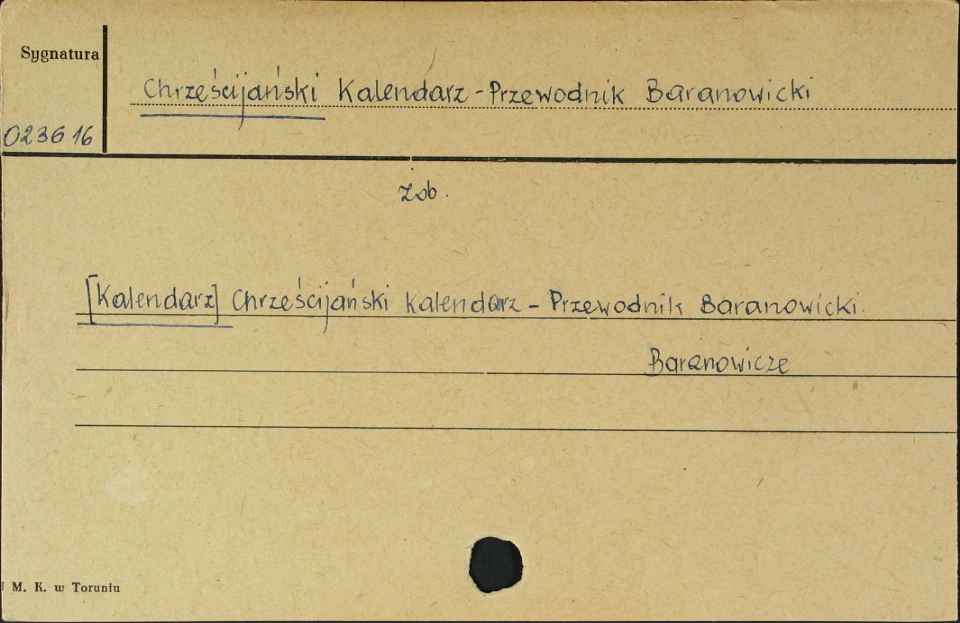 Sygnatura
Chrześcijański Kalendarz - Przewodnik Baranowicki
023616
zob.
[Kalendarz] Chrześcijański Kalendarz - Przewodnik Baranowicki.
Baranowicze
M. K. w Toruniu